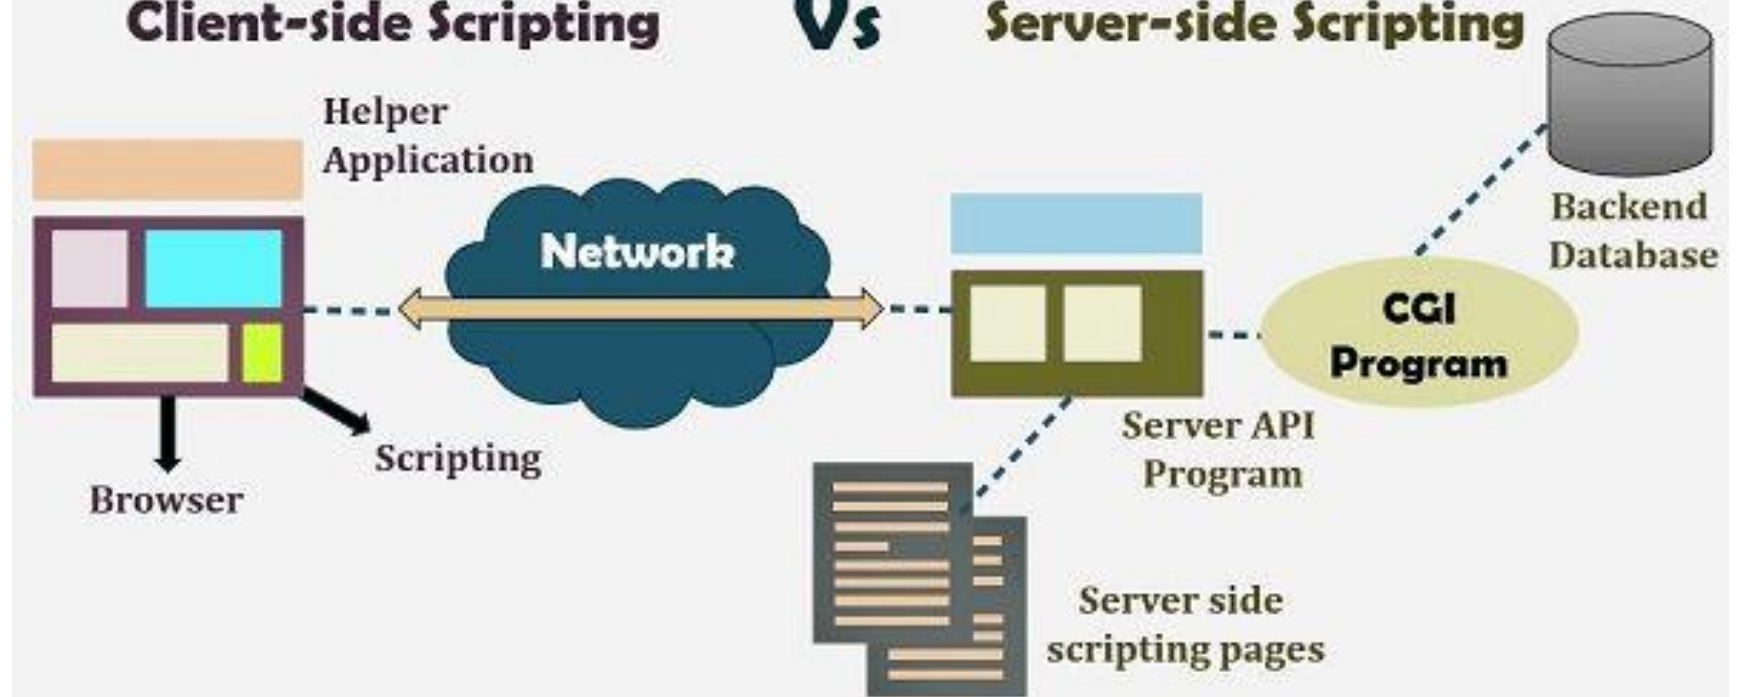 Client-side Scripting Vs Server-side Scripting
Helper
Application
Network
Browser
Scripting
Backend
Database
CGI
Program
Server API
Program
Server side
scripting pages